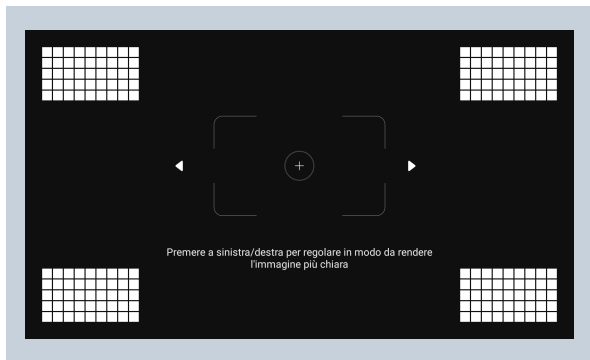 Premere a sinistra/destra per regolare in modo da rendere
l'immagine più chiara